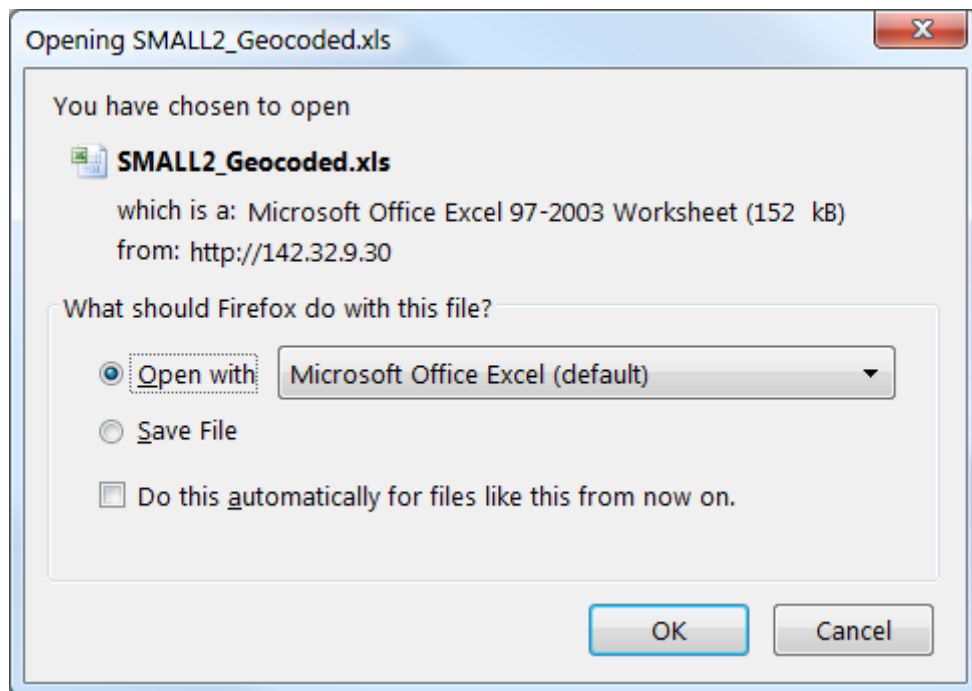 Opening SMALL2_Geocoded.xls
You have chosen to open
SMALL2_Geocoded.xls
which is a: Microsoft Office Excel 97-2003 Worksheet (152 kB)
from: http://142.32.9.30
What should Firefox do with this file?
Open with Microsoft Office Excel (default)
Save File
Do this automatically for files like this from now on.
OK Cancel